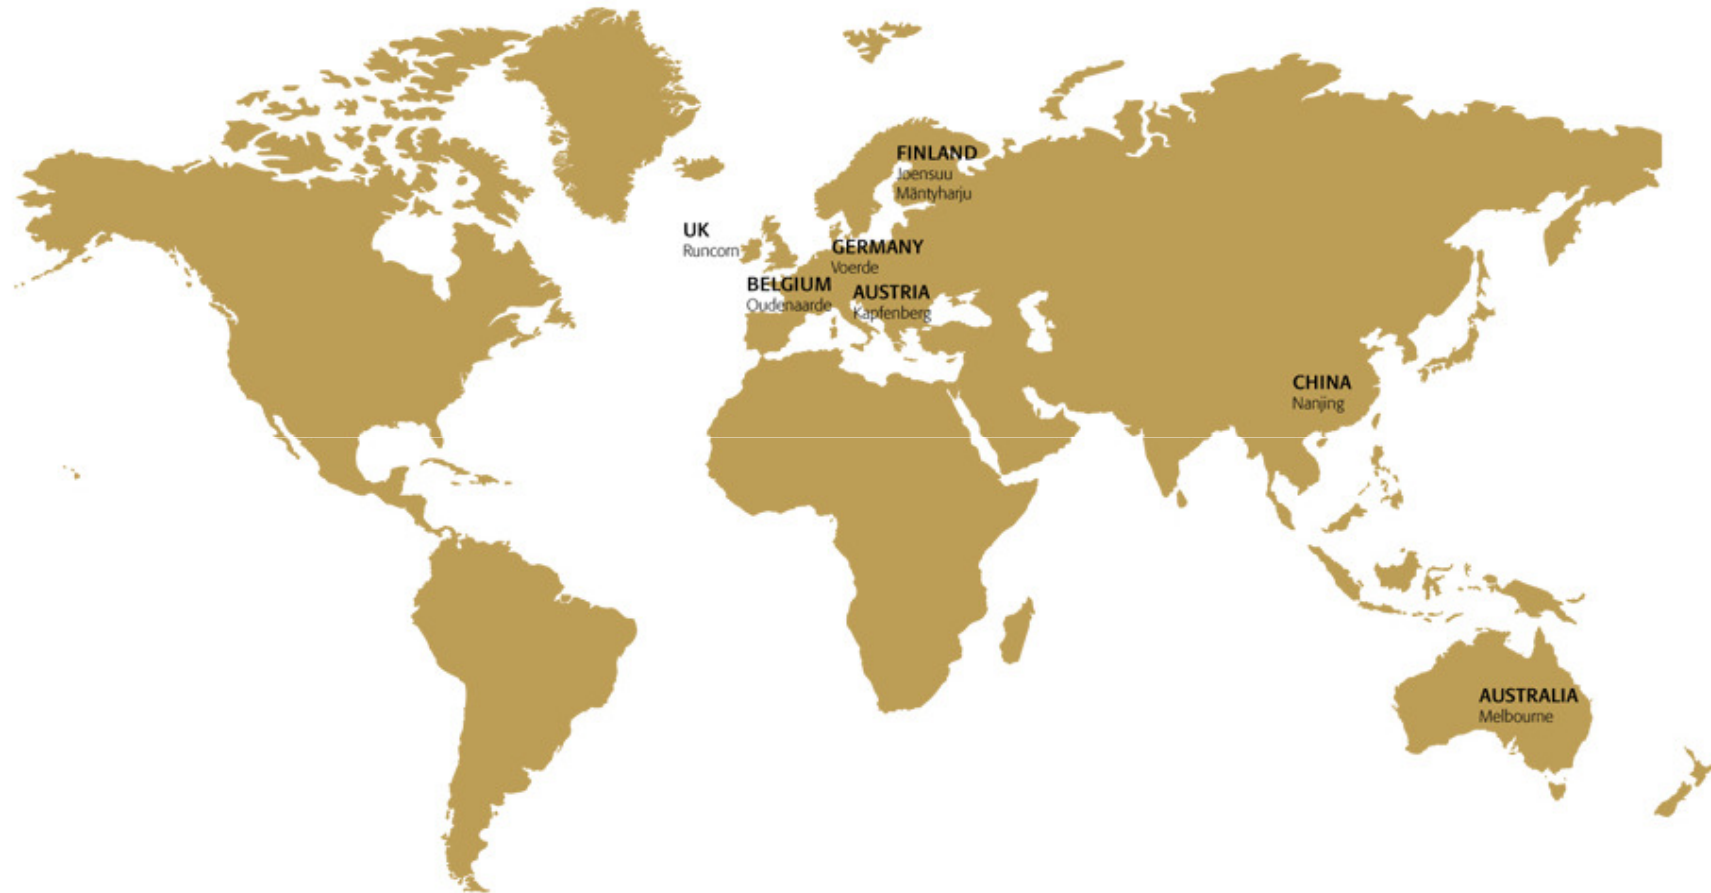 FINLAND
Joensuu
Mäntyharju
UK
Runcorn
GERMANY
Voerde
BELGIUM
Oudenaarde
AUSTRIA
Kapfenberg
CHINA
Nanjing
AUSTRALIA
Melbourne